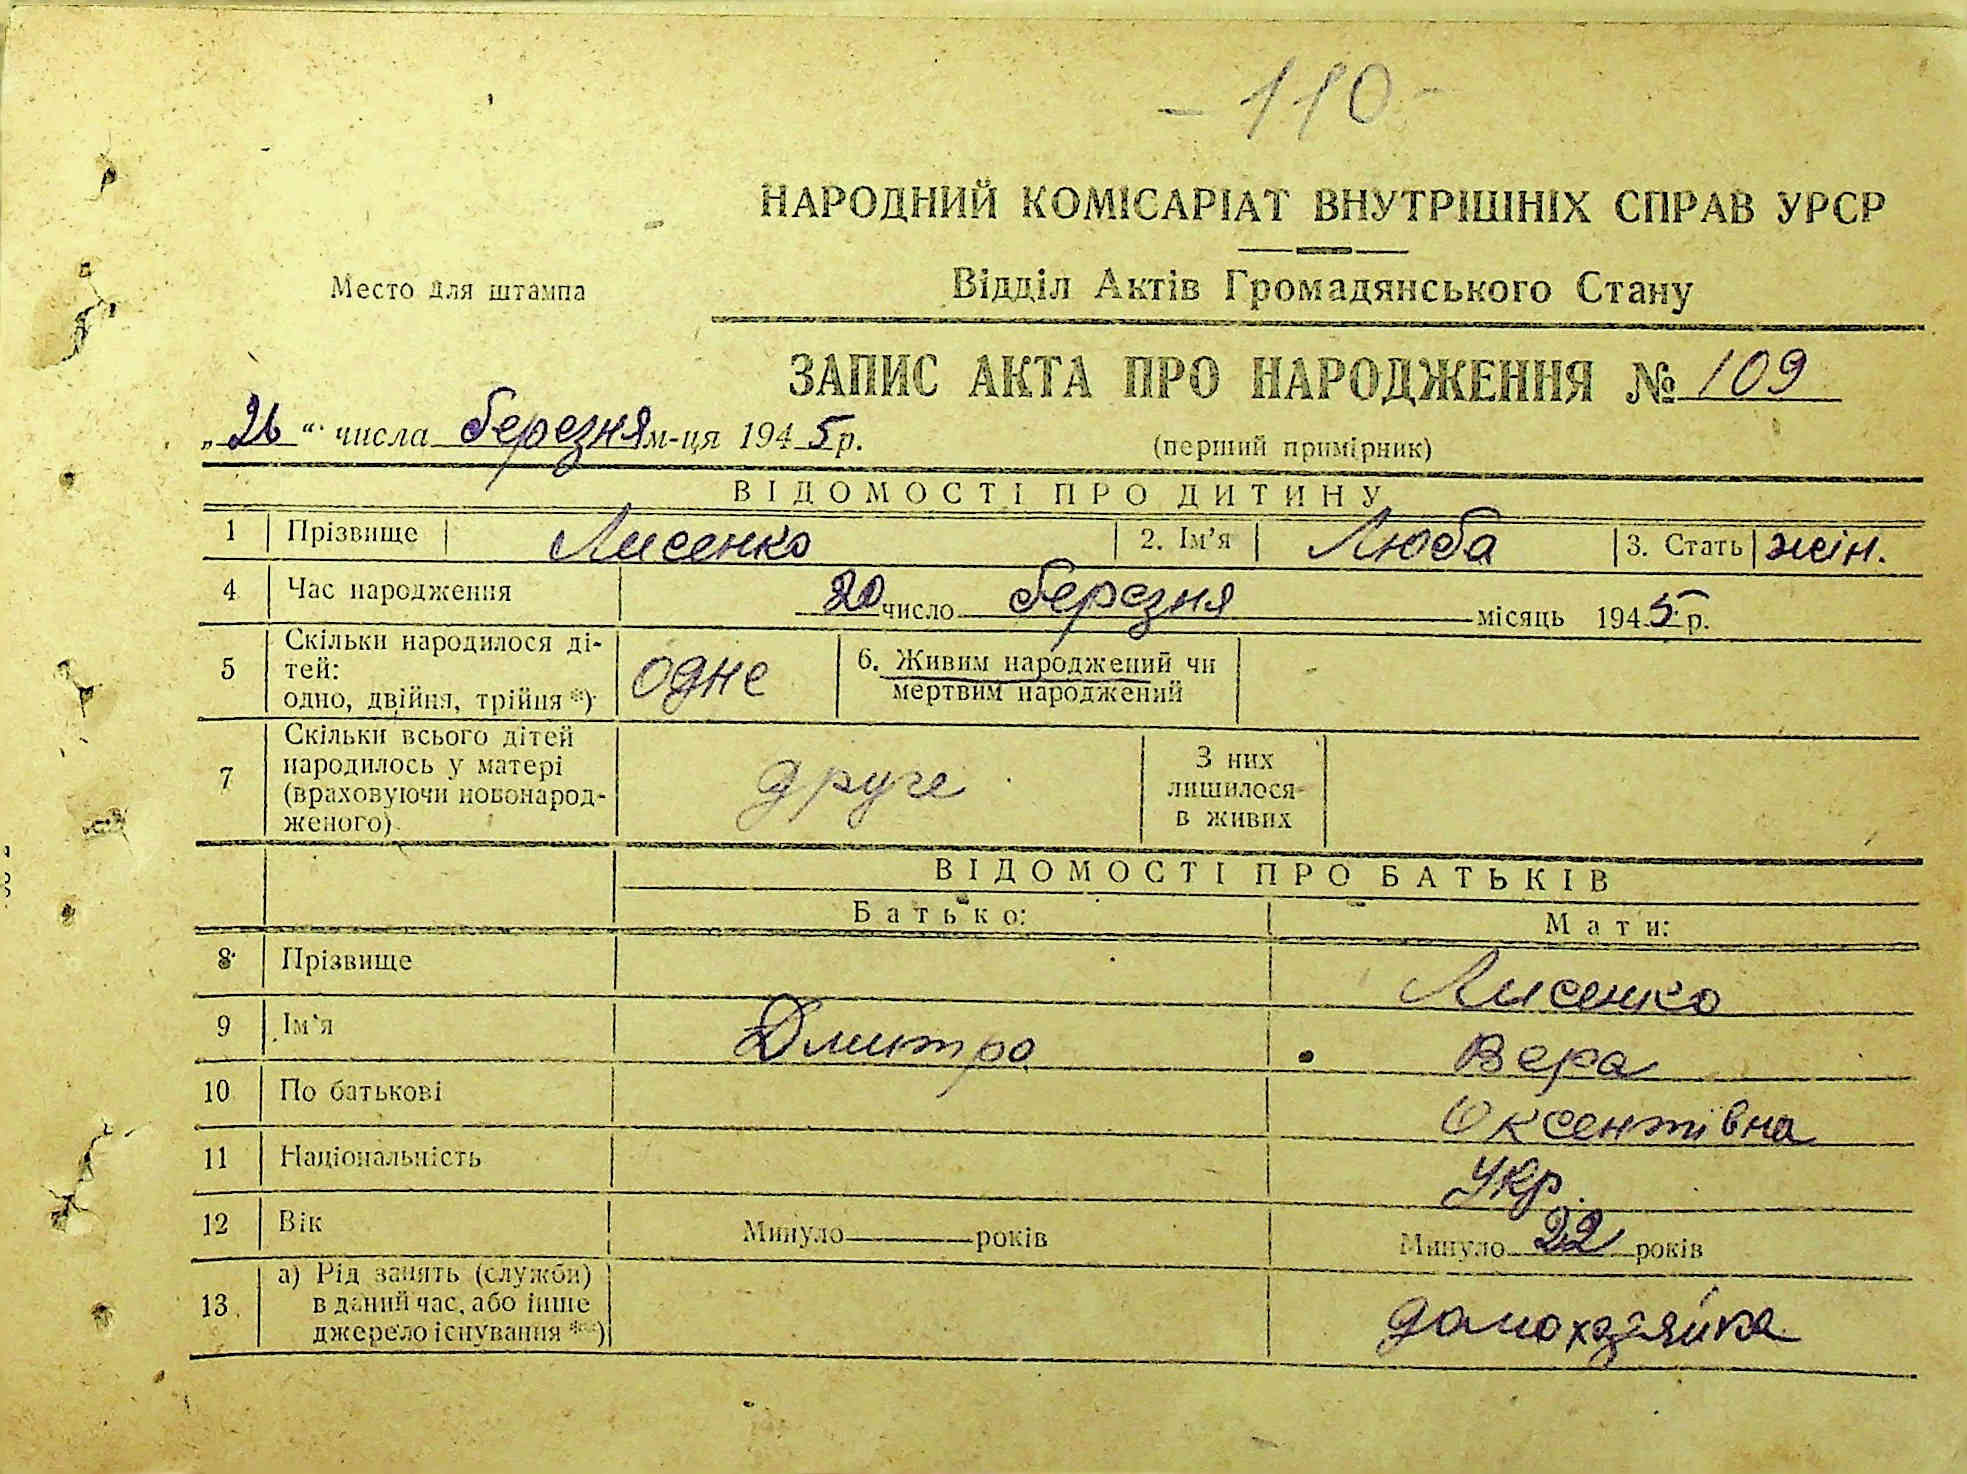 - 110 -
НАРОДНИЙ КОМІСАРІАТ ВНУТРІШНІХ СПРАВ УРСР
Место для штампа
Відділ Актів Громадянського Стану
ЗАПИС АКТА ПРО НАРОДЖЕННЯ № 109
„26“ числа березня м-ця 1945 р.
(перший примірник)
ВІДОМОСТІ ПРО ДИТИНУ
1 Прізвище Лисенко 2. Ім’я Люба 3. Стать жін.
4 Час народження 20 число березня місяць 1945 р.
5 Скільки народилося ді-
тей:
одно, двійня, трійня *) одне
6. Живим народжений чи
мертвим народжений
7 Скільки всього дітей
народилось у матері
(враховуючи новонарод-
женого) друге
З них
лишилося
в живих
ВІДОМОСТІ ПРО БАТЬКІВ
Батько: Мати:
8 Прізвище Лисенко
9 Ім’я Дмитро Вера
10 По батькові Оксентівна
11 Національність Укр.
12 Вік Минуло років Минуло 22 років
13 а) Рід занять (служби)
в даний час, або інше
джерело існування **) домохазяйка